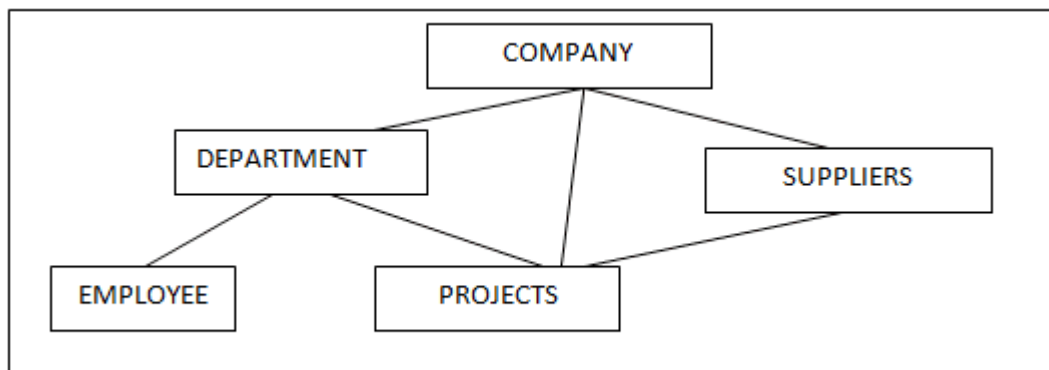 COMPANY
DEPARTMENT
SUPPLIERS
EMPLOYEE
PROJECTS